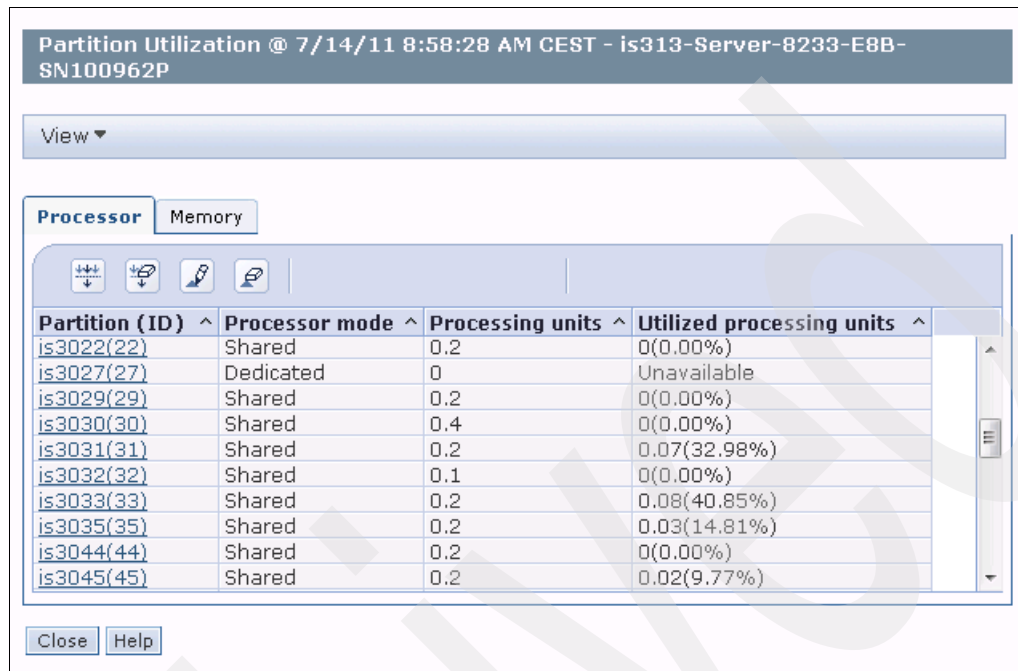 Partition Utilization @ 7/14/11 8:58:28 AM CEST - is313-Server-8233-E8B-
SN100962P
View
Processor Memory
Partition (ID) ^ Processor mode ^ Processing units ^ Utilized processing units ^
is3022(22) Shared 0.2 0(0.00%)
is3027(27) Dedicated 0 Unavailable
is3029(29) Shared 0.2 0(0.00%)
is3030(30) Shared 0.4 0(0.00%)
is3031(31) Shared 0.2 0.07(32.98%)
is3032(32) Shared 0.1 0(0.00%)
is3033(33) Shared 0.2 0.08(40.85%)
is3035(35) Shared 0.2 0.03(14.81%)
is3044(44) Shared 0.2 0(0.00%)
is3045(45) Shared 0.2 0.02(9.77%)
Close Help